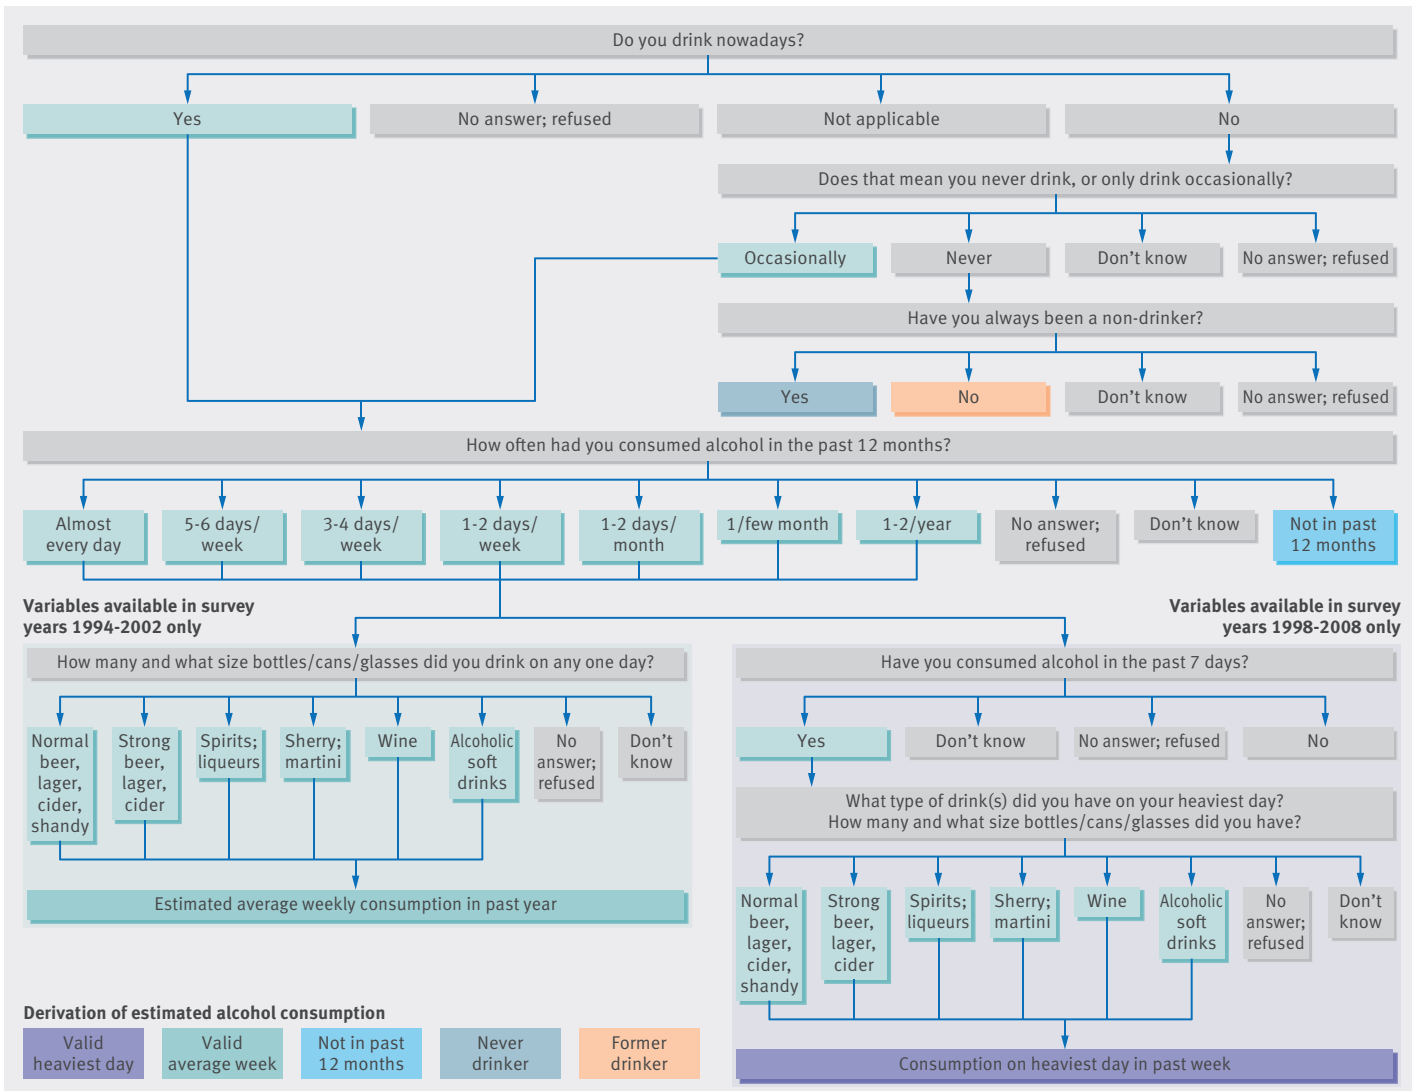 Do you drink nowadays?
Yes
No answer; refused
Not applicable
No
Does that mean you never drink, or only drink occasionally?
Occasionally
Never
Don't know
No answer; refused
Have you always been a non-drinker?
Yes
No
Don't know
No answer; refused
How often had you consumed alcohol in the past 12 months?
Almost
every day
5-6 days/
week
3-4 days/
week
1-2 days/
week
1-2 days/
month
1/few month
1-2/year
No answer;
refused
Don't know
Not in past
12 months
Variables available in survey
years 1994-2002 only
How many and what size bottles/cans/glasses did you drink on any one day?
Normal
beer,
lager,
cider,
shandy
Strong
beer,
lager,
cider
Spirits;
liqueurs
Sherry;
martini
Wine
Alcoholic
soft
drinks
No
answer;
refused
Don't
know
Estimated average weekly consumption in past year
Variables available in survey
years 1998-2008 only
Have you consumed alcohol in the past 7 days?
Yes
Don't know
No answer; refused
No
What type of drink(s) did you have on your heaviest day?
How many and what size bottles/cans/glasses did you have?
Normal
beer,
lager,
cider,
shandy
Strong
beer,
lager,
cider
Spirits;
liqueurs
Sherry;
martini
Wine
Alcoholic
soft
drinks
No
answer;
refused
Don't
know
Consumption on heaviest day in past week
Derivation of estimated alcohol consumption
Valid
heaviest day
Valid
average week
Not in past
12 months
Never
drinker
Former
drinker